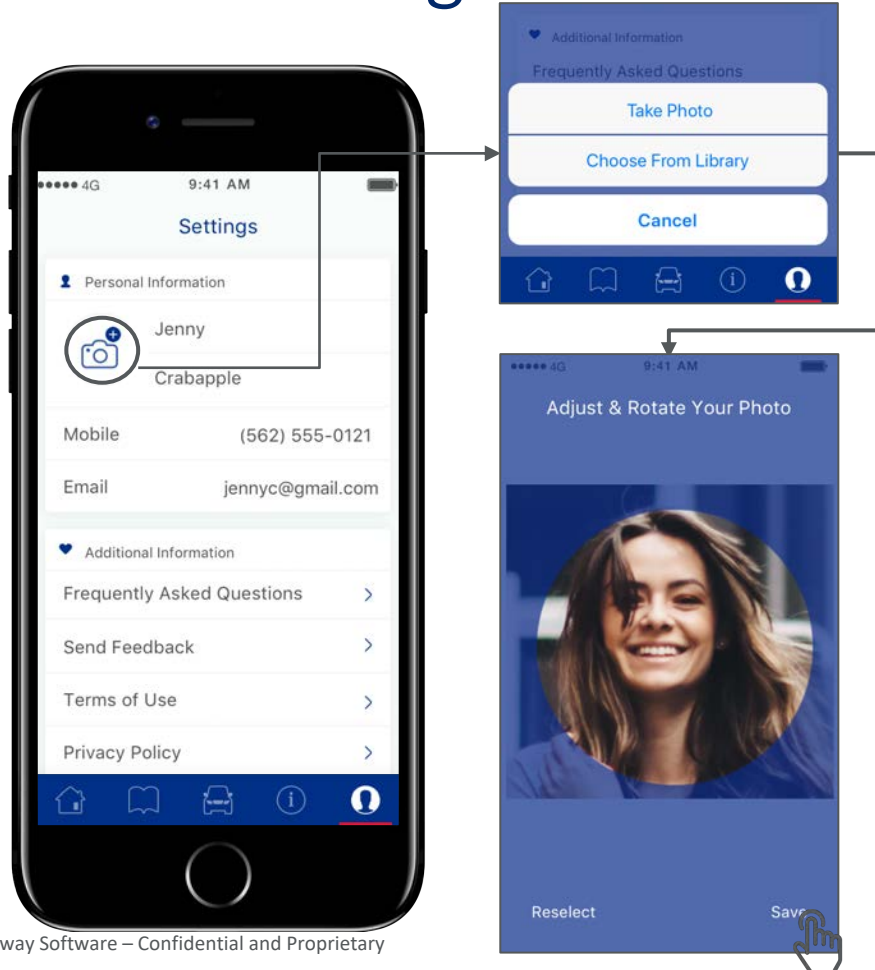 g
4G 9:41 AM
Settings
Personal Information
Jenny
Crabapple
Mobile (562) 555-0121
Email jennyc@gmail.com
Additional Information
Frequently Asked Questions
Send Feedback
Terms of Use
Privacy Policy
way Software – Confidential and Proprietary
Additional Information
Frequently Asked Questions
Take Photo
Choose From Library
Cancel
4G 9:41 AM
Adjust & Rotate Your Photo
Reselect Save